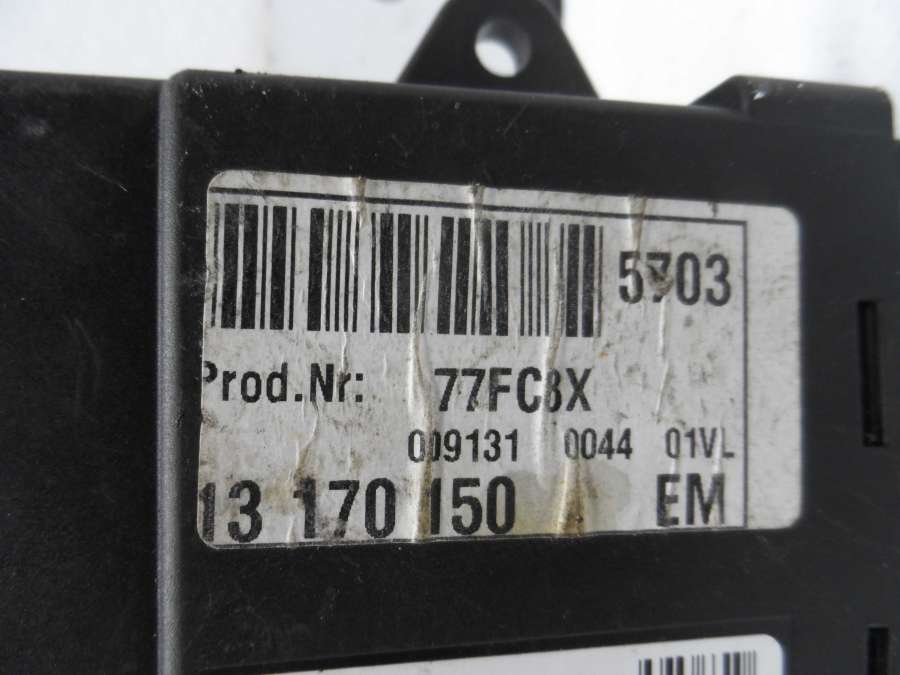 5703
Prod.Nr: 77FC8X
009131 0044 01VL
13 170 150 EM